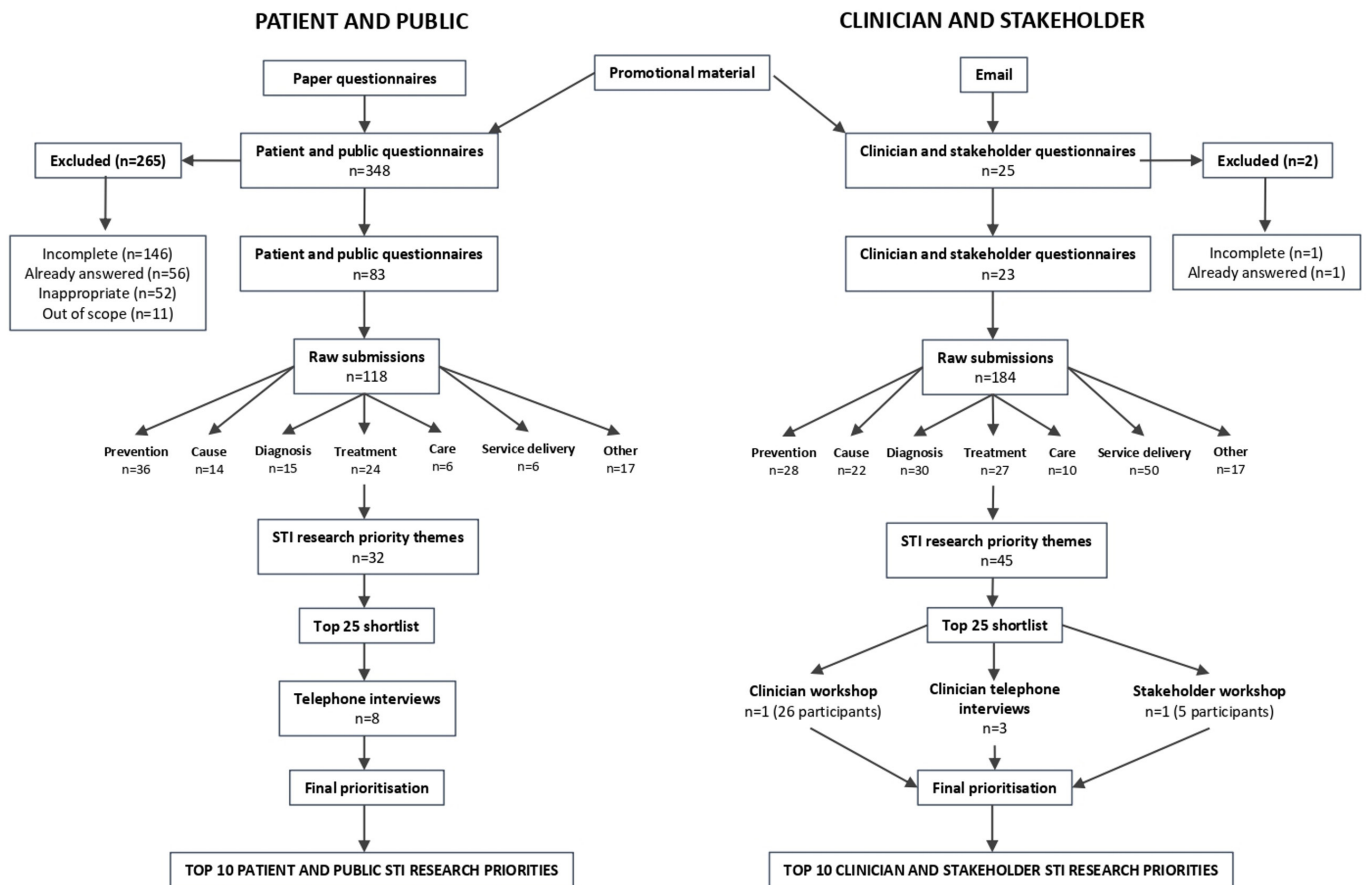 PATIENT AND PUBLIC
CLINICIAN AND STAKEHOLDER
Paper questionnaires
Promotional material
Email
Excluded (n=265)
Patient and public questionnaires
n=348
Clinician and stakeholder questionnaires
n=25
Excluded (n=2)
Incomplete (n=146)
Already answered (n=56)
Inappropriate (n=52)
Out of scope (n=11)
Patient and public questionnaires
n=83
Clinician and stakeholder questionnaires
n=23
Incomplete (n=1)
Already answered (n=1)
Raw submissions
n=118
Raw submissions
n=184
Prevention
n=36
Cause
n=14
Diagnosis
n=15
Treatment
n=24
Care
n=6
Service delivery
n=6
Other
n=17
Prevention
n=28
Cause
n=22
Diagnosis
n=30
Treatment
n=27
Care
n=10
Service delivery
n=50
Other
n=17
STI research priority themes
n=32
STI research priority themes
n=45
Top 25 shortlist
Top 25 shortlist
Telephone interviews
n=8
Clinician workshop
n=1 (26 participants)
Clinician telephone
interviews
n=3
Stakeholder workshop
n=1 (5 participants)
Final prioritisation
Final prioritisation
TOP 10 PATIENT AND PUBLIC STI RESEARCH PRIORITIES
TOP 10 CLINICIAN AND STAKEHOLDER STI RESEARCH PRIORITIES